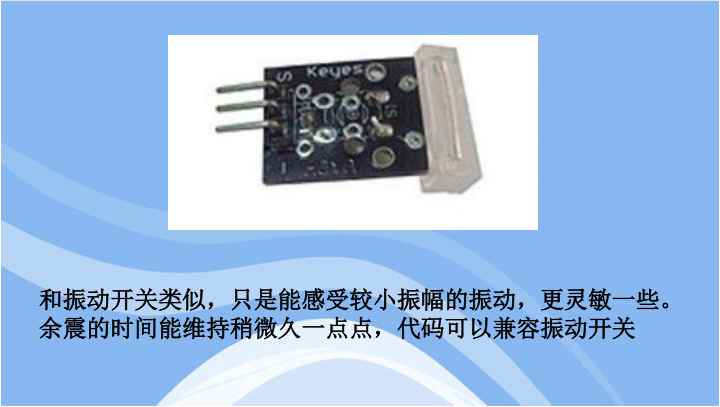 S
Keyes
S1
-
和振动开关类似，只是能感受较小振幅的振动，更灵敏一些。
余震的时间能维持稍微久一点点，代码可以兼容振动开关